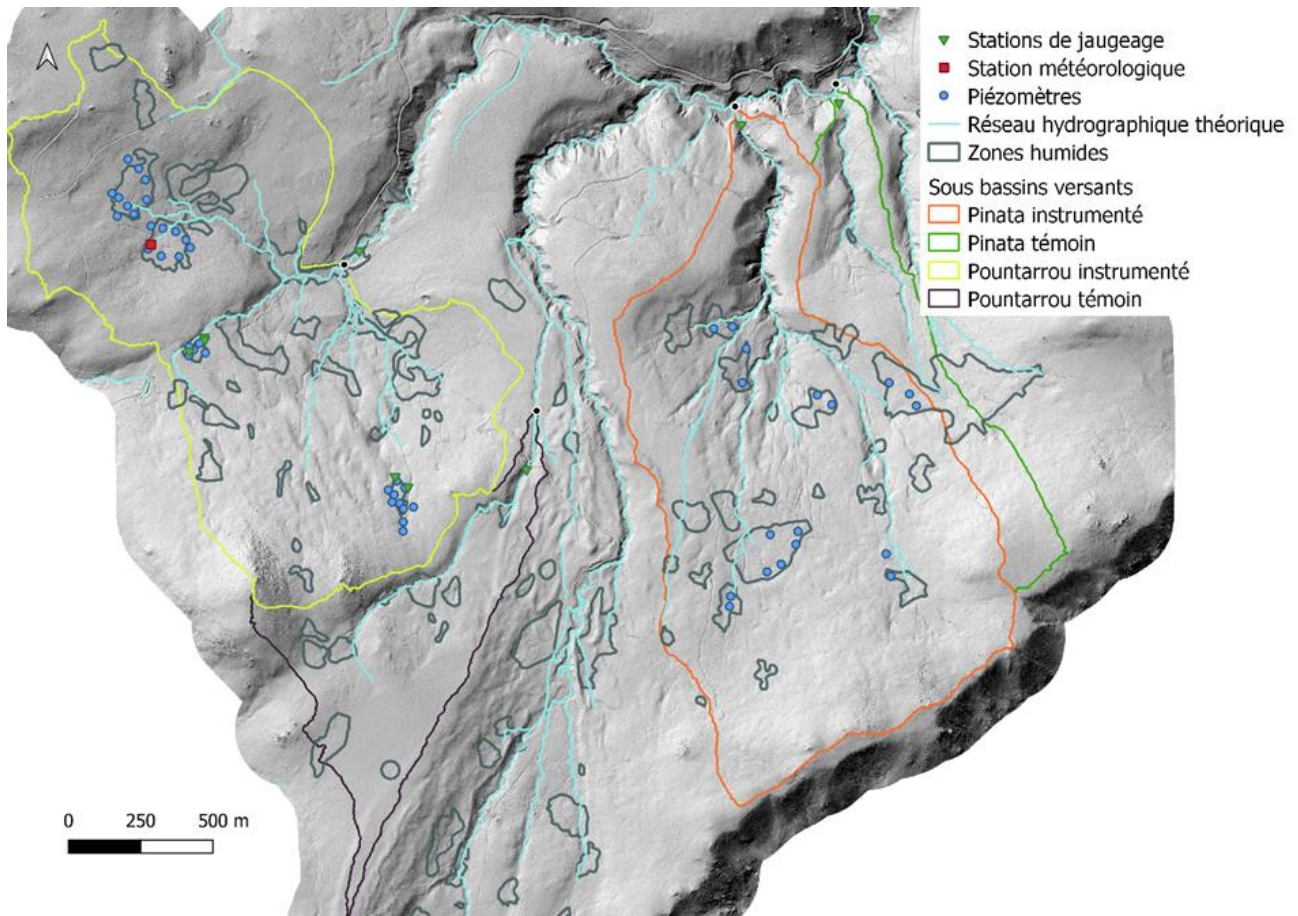 Stations de jaugeage
Station météorologique
Piézomètres
Réseau hydrographique théorique
Zones humides
Sous bassins versants
Pinata instrumenté
Pinata témoin
Pountarrou instrumenté
Pountarrou témoin
0 250 500 m